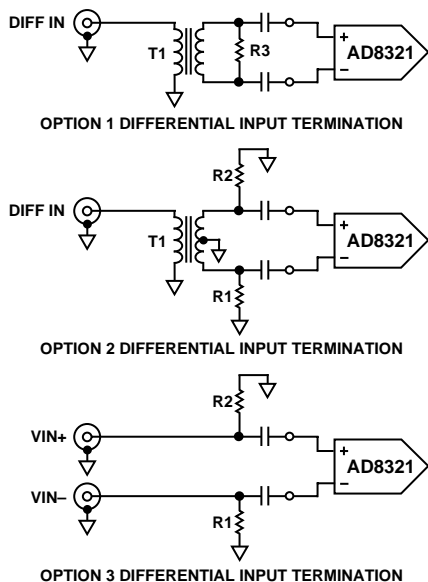 DIFF IN
T1
R3
+
−
AD8321
OPTION 1 DIFFERENTIAL INPUT TERMINATION
R2
DIFF IN
T1
+
−
AD8321
R1
OPTION 2 DIFFERENTIAL INPUT TERMINATION
R2
VIN+
+
−
AD8321
VIN−
R1
OPTION 3 DIFFERENTIAL INPUT TERMINATION